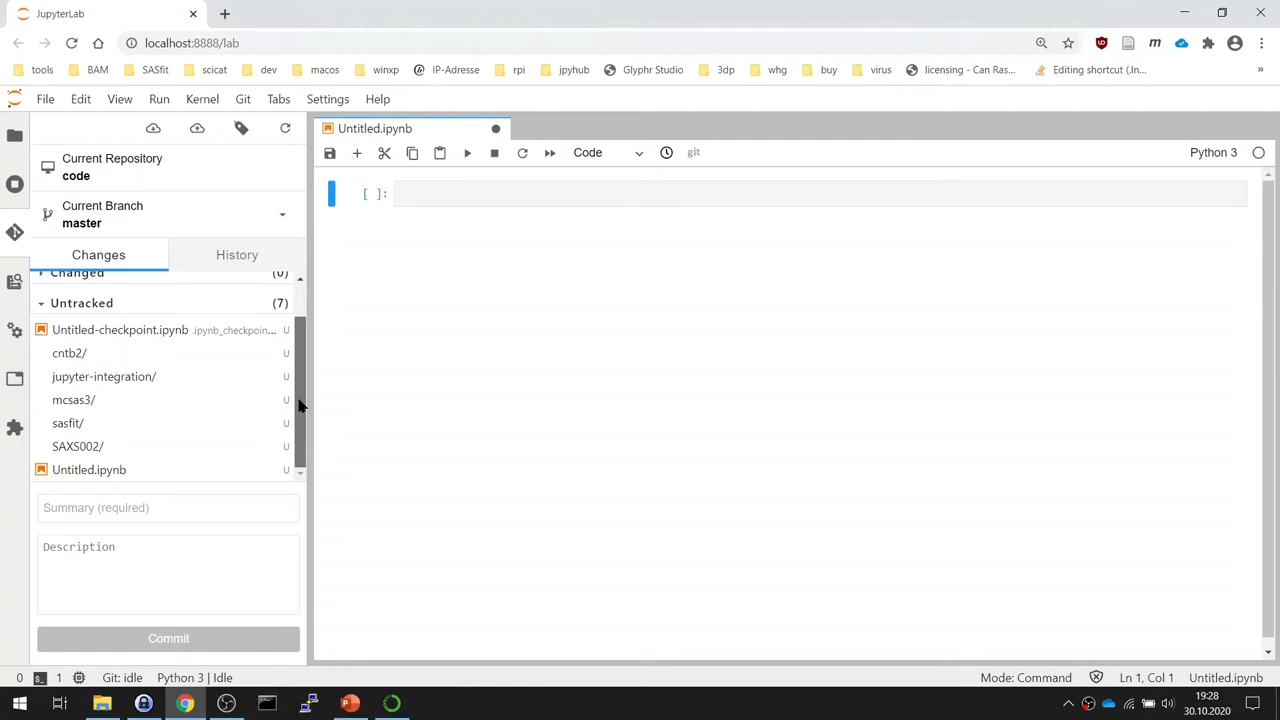 JupyterLab
localhost:8888/lab
tools BAM SASfit scicat dev macos winxp IP-Adresse rpi jpyhub Glyphr Studio 3dp whg buy virus licensing - Can Ras... Editing shortcut (.In... »
File Edit View Run Kernel Git Tabs Settings Help
Untitled.ipynb
Code git Python 3
Current Repository
code
[ ]:
Current Branch
master
Changes History
Changed (0)
Untracked (7)
Untitled-checkpoint.ipynb .ipynb_checkpoin... U
cntb2/ U
jupyter-integration/ U
mcsas3/ U
sasfit/ U
SAXS002/ U
Untitled.ipynb U
Summary (required)
Description
Commit
0 1 Git: idle Python 3 | Idle Mode: Command Ln 1, Col 1 Untitled.ipynb
19:28
30.10.2020